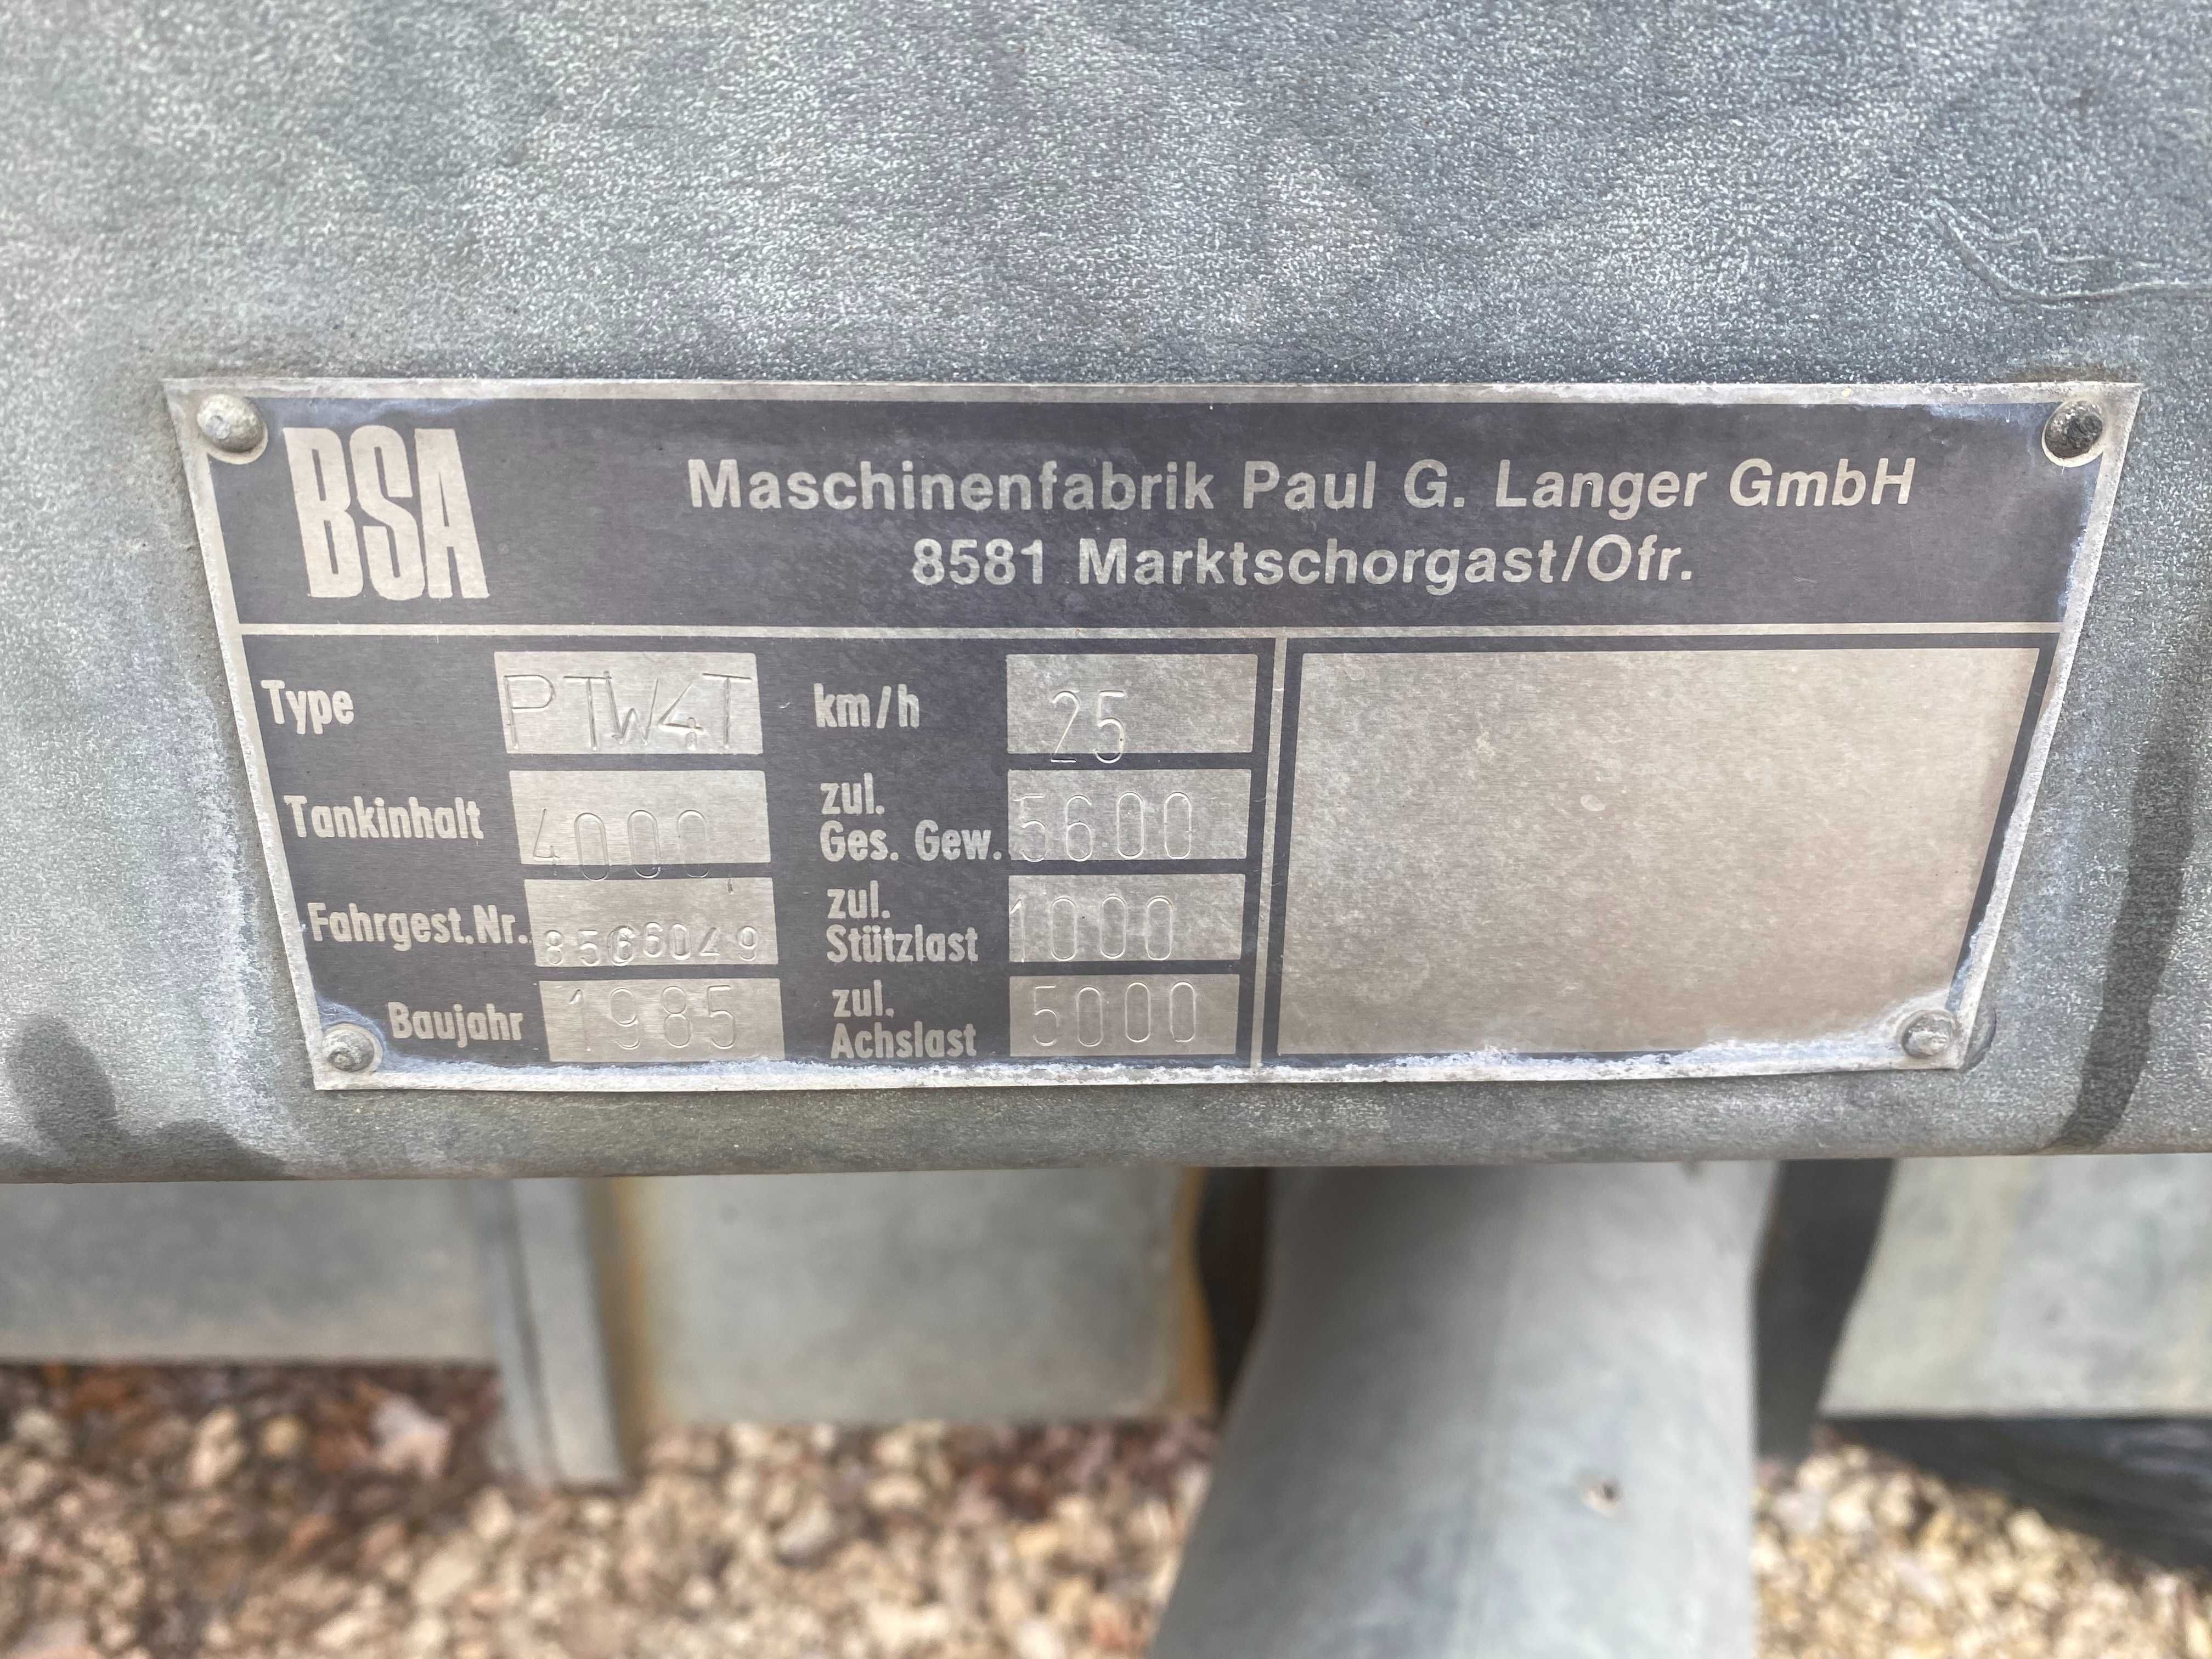 BSA
Maschinenfabrik Paul G. Langer GmbH
8581 Marktschorgast/Ofr.
Type PTW4T km/h 25
Tankinhalt 4000 zul. Ges. Gew. 5600
Fahrgest.Nr. 8566049 zul. Stützlast 1000
Baujahr 1985 zul. Achslast 5000